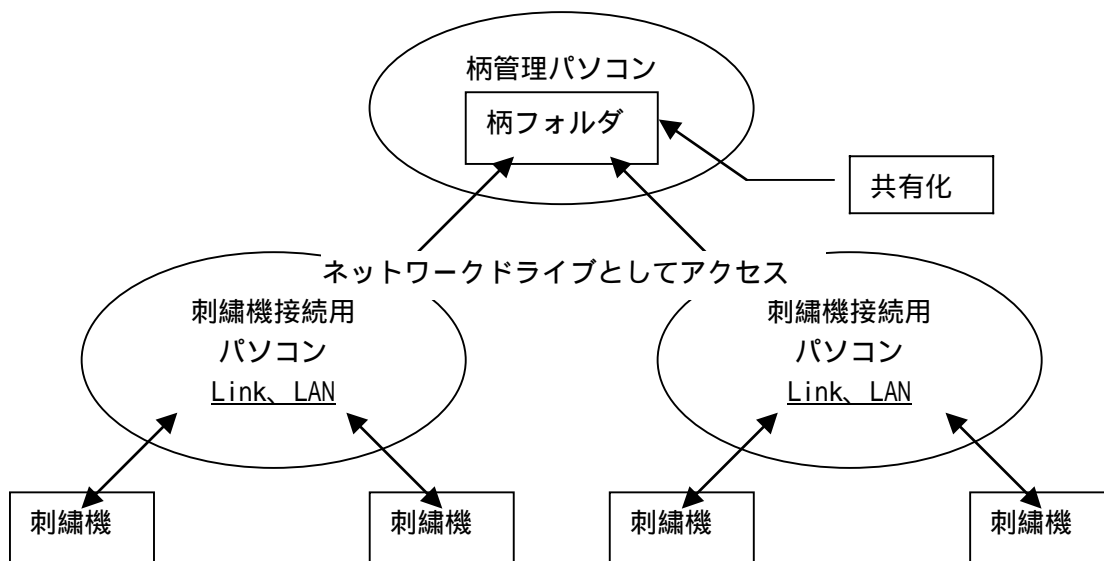 柄管理パソコン
柄フォルダ
共有化
ネットワークドライブとしてアクセス
刺繍機接続用
パソコン
Link、LAN
刺繍機接続用
パソコン
Link、LAN
刺繍機
刺繍機
刺繍機
刺繍機